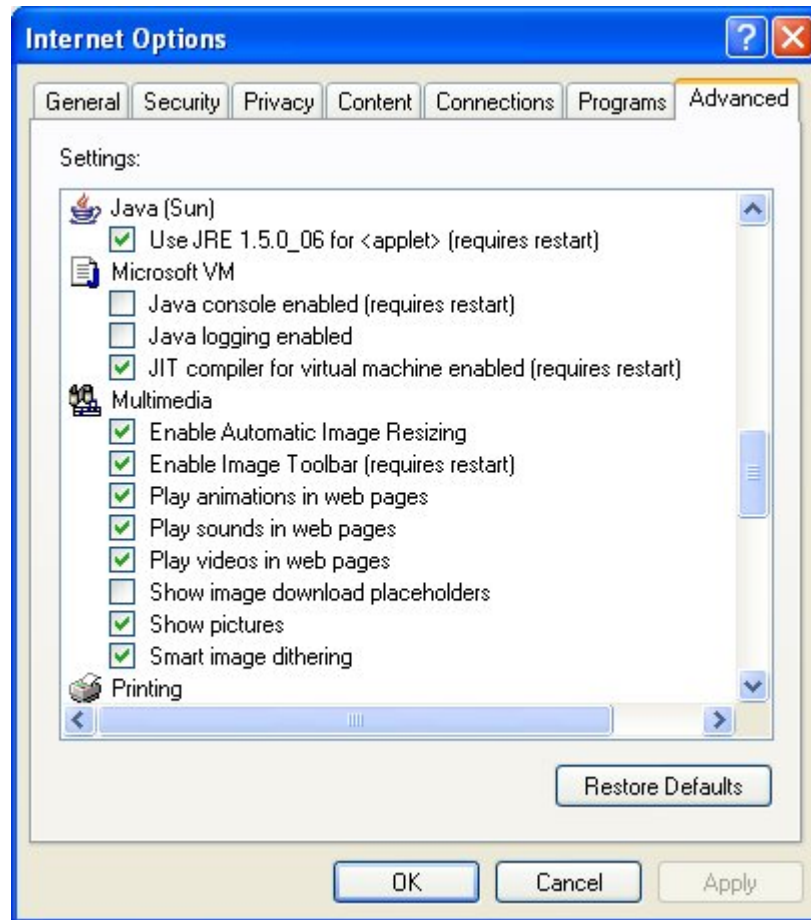 Internet Options
General Security Privacy Content Connections Programs Advanced
Settings:
Java (Sun)
Use JRE 1.5.0_06 for <applet> (requires restart)
Microsoft VM
Java console enabled (requires restart)
Java logging enabled
JIT compiler for virtual machine enabled (requires restart)
Multimedia
Enable Automatic Image Resizing
Enable Image Toolbar (requires restart)
Play animations in web pages
Play sounds in web pages
Play videos in web pages
Show image download placeholders
Show pictures
Smart image dithering
Printing
Restore Defaults
OK Cancel Apply